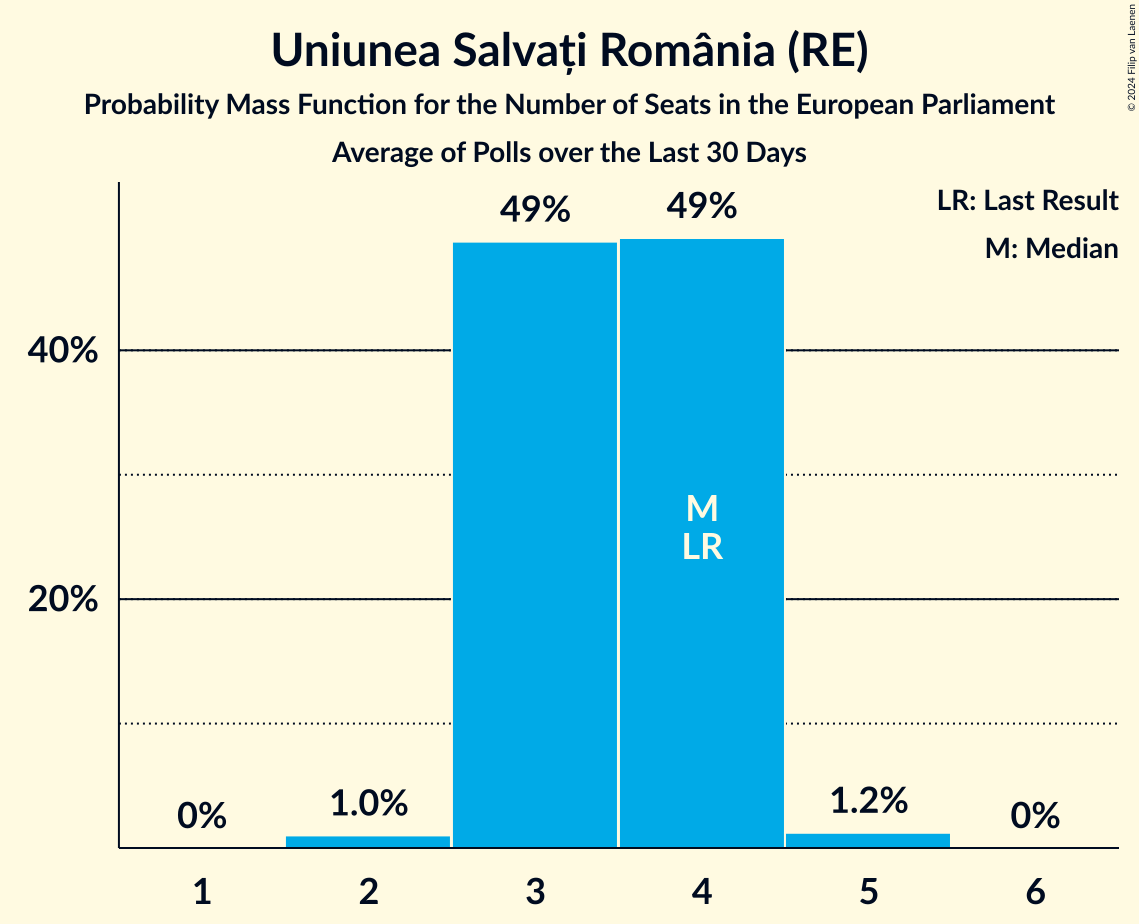 Uniunea Salvați România (RE)
Probability Mass Function for the Number of Seats in the European Parliament
Average of Polls over the Last 30 Days
© 2024 Filip van Laenen
LR: Last Result
M: Median
49%
49%
40%
M
LR
20%
0%
1.0%
1.2%
0%
1
2
3
4
5
6